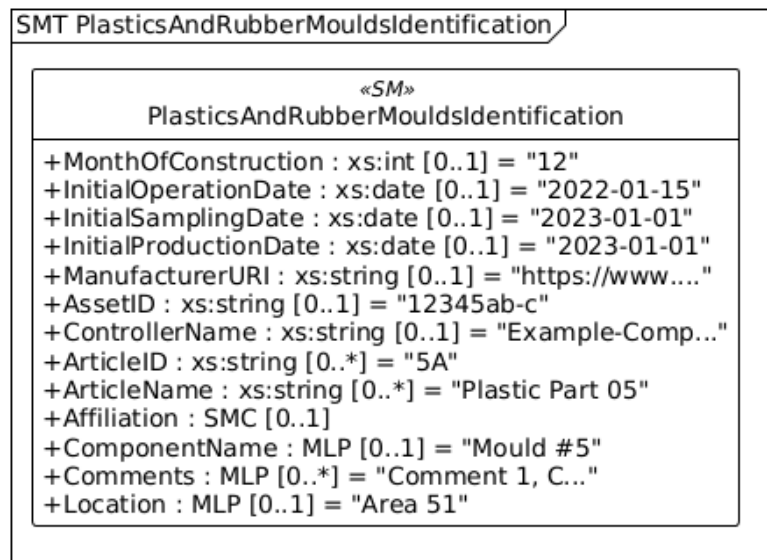 SMT PlasticsAndRubberMouldsIdentification
«SM»
PlasticsAndRubberMouldsIdentification
+MonthOfConstruction : xs:int [0..1] = "12"
+InitialOperationDate : xs:date [0..1] = "2022-01-15"
+InitialSamplingDate : xs:date [0..1] = "2023-01-01"
+InitialProductionDate : xs:date [0..1] = "2023-01-01"
+ManufacturerURI : xs:string [0..1] = "https://www...."
+AssetID : xs:string [0..1] = "12345ab-c"
+ControllerName : xs:string [0..1] = "Example-Comp..."
+ArticleID : xs:string [0..*] = "5A"
+ArticleName : xs:string [0..*] = "Plastic Part 05"
+Affiliation : SMC [0..1]
+ComponentName : MLP [0..1] = "Mould #5"
+Comments : MLP [0..*] = "Comment 1, C..."
+Location : MLP [0..1] = "Area 51"